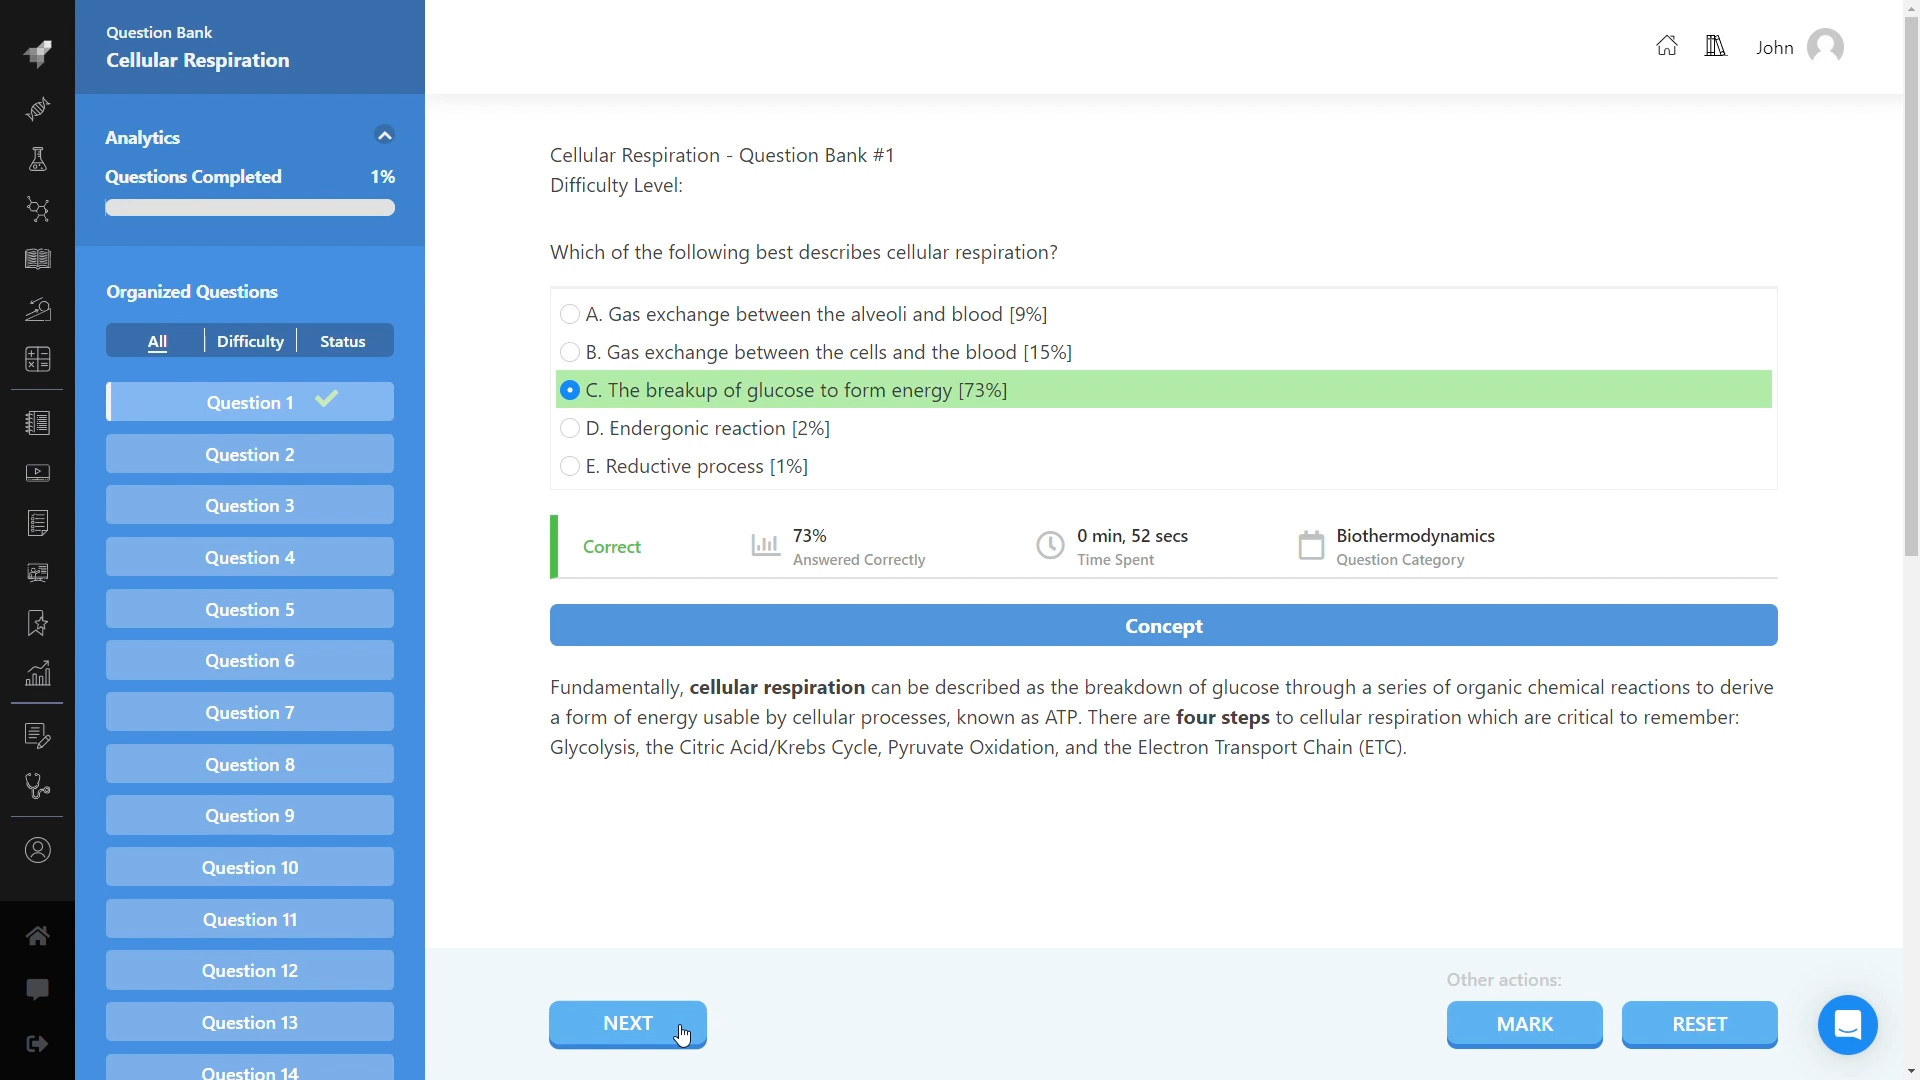 Question Bank
Cellular Respiration
Analytics
Questions Completed 1%
Organized Questions
All Difficulty Status
Question 1
Question 2
Question 3
Question 4
Question 5
Question 6
Question 7
Question 8
Question 9
Question 10
Question 11
Question 12
Question 13
Question 14
John
Cellular Respiration - Question Bank #1
Difficulty Level:
Which of the following best describes cellular respiration?
A. Gas exchange between the alveoli and blood [9%]
B. Gas exchange between the cells and the blood [15%]
C. The breakup of glucose to form energy [73%]
D. Endergonic reaction [2%]
E. Reductive process [1%]
Correct
73%
Answered Correctly
0 min, 52 secs
Time Spent
Biothermodynamics
Question Category
Concept
Fundamentally, cellular respiration can be described as the breakdown of glucose through a series of organic chemical reactions to derive
a form of energy usable by cellular processes, known as ATP. There are four steps to cellular respiration which are critical to remember:
Glycolysis, the Citric Acid/Krebs Cycle, Pyruvate Oxidation, and the Electron Transport Chain (ETC).
Other actions:
NEXT MARK RESET